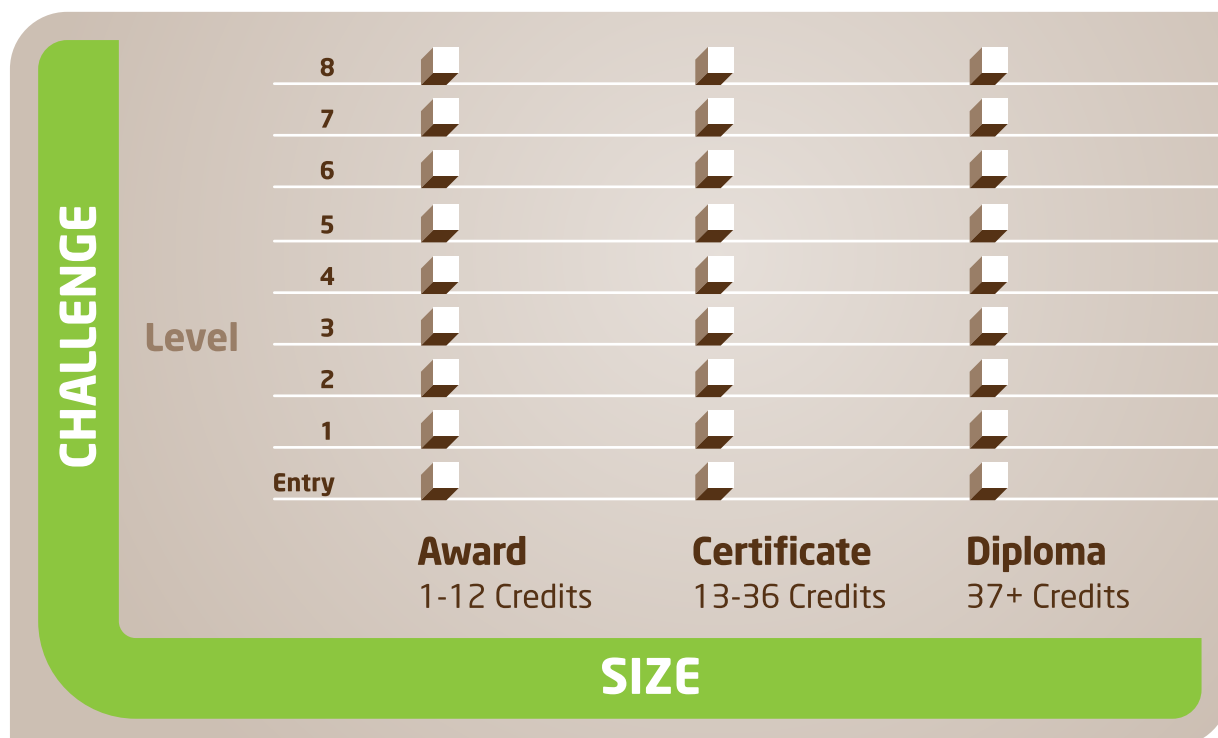 CHALLENGE
Level
8
7
6
5
4
3
2
1
Entry
Award
1-12 Credits
Certificate
13-36 Credits
Diploma
37+ Credits
SIZE